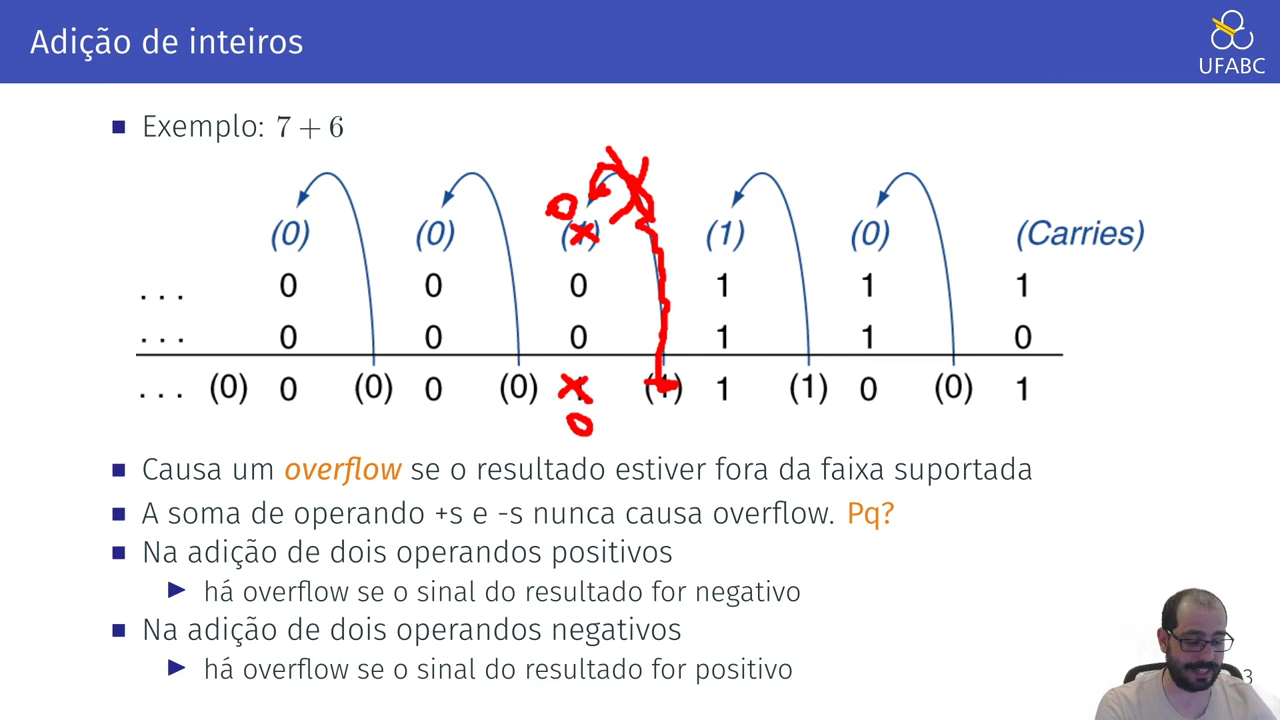 Adição de inteiros
UFABC
Exemplo: 7 + 6
0
(0) (0) (1) (1) (0) (Carries)
. . . 0 0 0 1 1 1
. . . 0 0 0 1 1 0
. . . (0) 0 (0) 0 (0) (1) 1 (1) 0 (0) 1
0
Causa um overflow se o resultado estiver fora da faixa suportada
A soma de operando +s e -s nunca causa overflow. Pq?
Na adição de dois operandos positivos
há overflow se o sinal do resultado for negativo
Na adição de dois operandos negativos
há overflow se o sinal do resultado for positivo
3